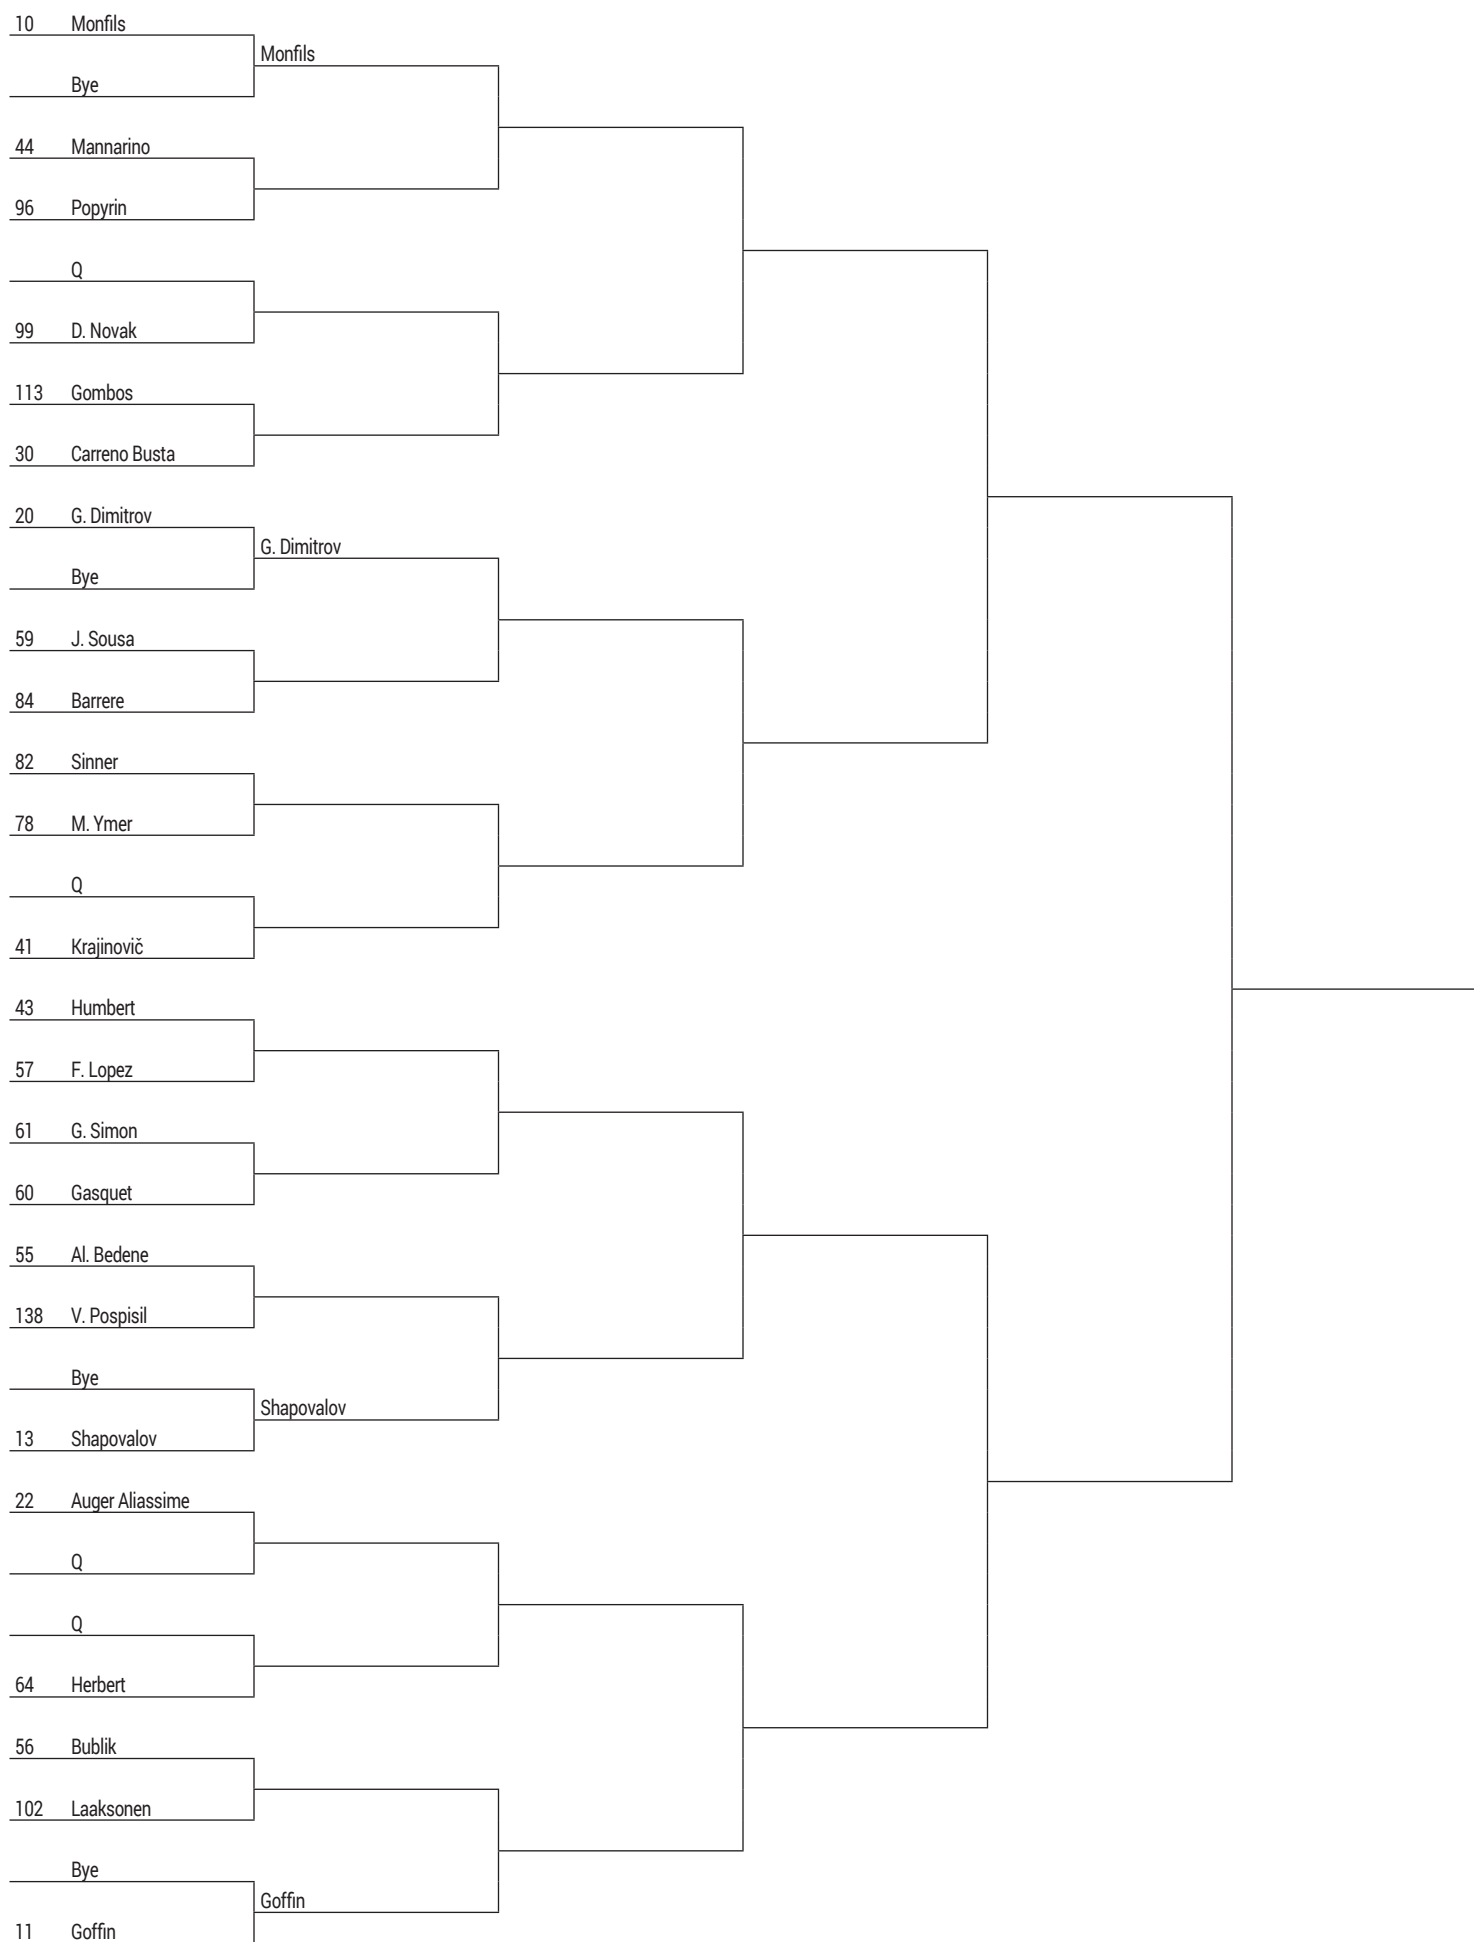 10 Monfils
Monfils
Bye
44 Mannarino
96 Popyrin
Q
99 D. Novak
113 Gombos
30 Carreno Busta
20 G. Dimitrov
G. Dimitrov
Bye
59 J. Sousa
84 Barrere
82 Sinner
78 M. Ymer
Q
41 Krajinovič
43 Humbert
57 F. Lopez
61 G. Simon
60 Gasquet
55 Al. Bedene
138 V. Pospisil
Bye
Shapovalov
13 Shapovalov
22 Auger Aliassime
Q
Q
64 Herbert
56 Bublik
102 Laaksonen
Bye
Goffin
11 Goffin